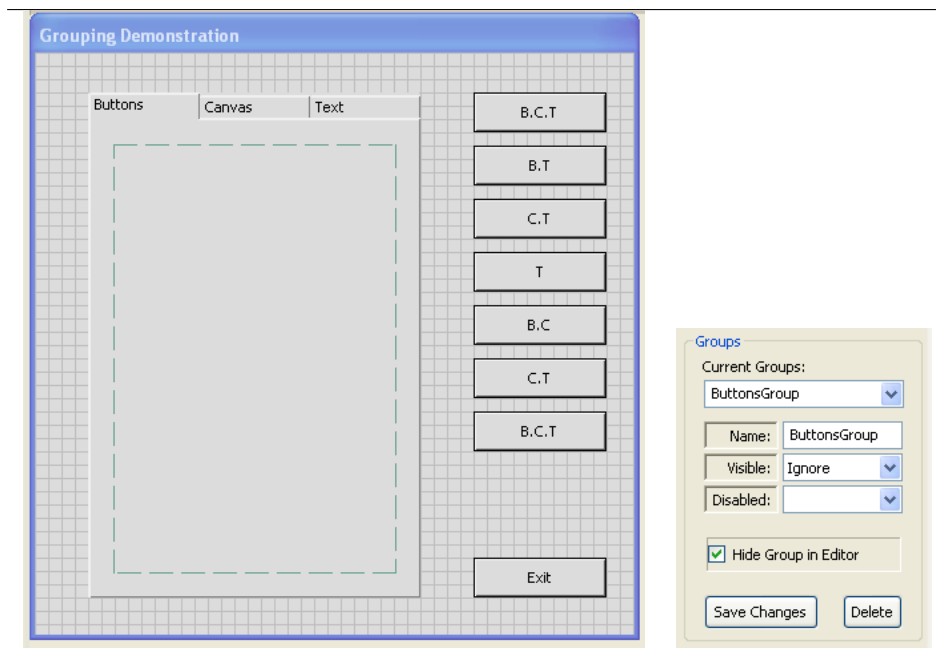 Grouping Demonstration
Buttons Canvas Text
B.C.T
B.T
C.T
T
B.C
C.T
B.C.T
Exit
Groups
Current Groups:
ButtonsGroup
Name: ButtonsGroup
Visible: Ignore
Disabled:
Hide Group in Editor
Save Changes Delete